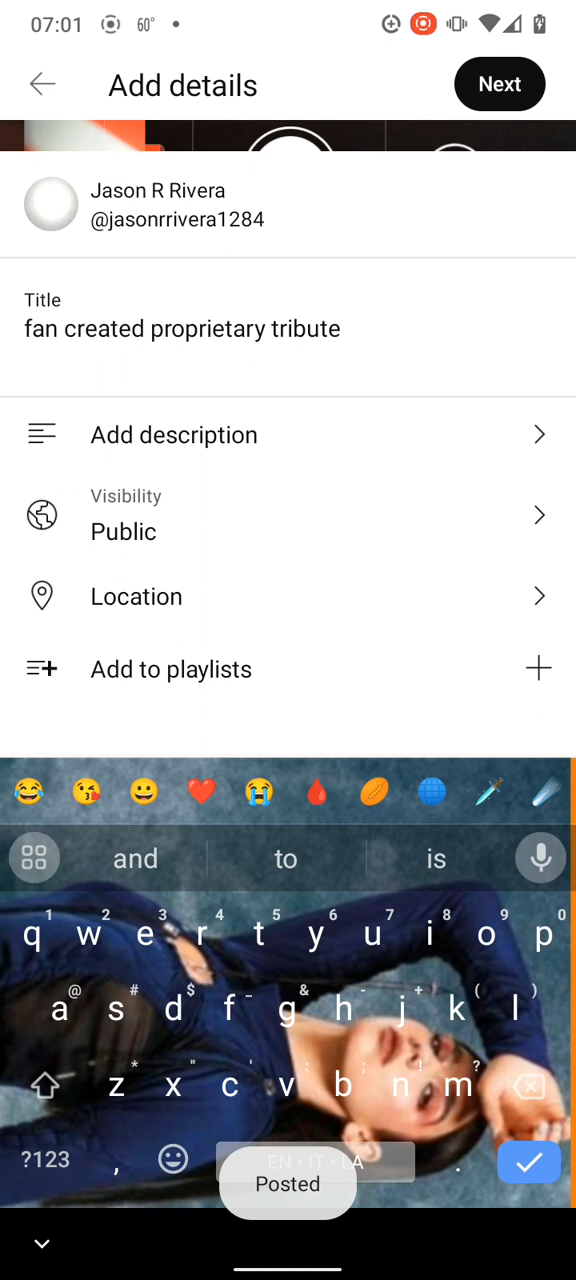 07:01 60°
Add details
Next
Jason R Rivera
@jasonrrivera1284
Title
fan created proprietary tribute
Add description
Visibility
Public
Location
Add to playlists
and to is
1 2 3 4 5 6 7 8 9 0
q w e r t y u i o p
@ # $ _ & - + ( )
a s d f g h j k l
* " ' : ; ! ?
z x c v b n m
?123 , EN • IT • LA .
Posted